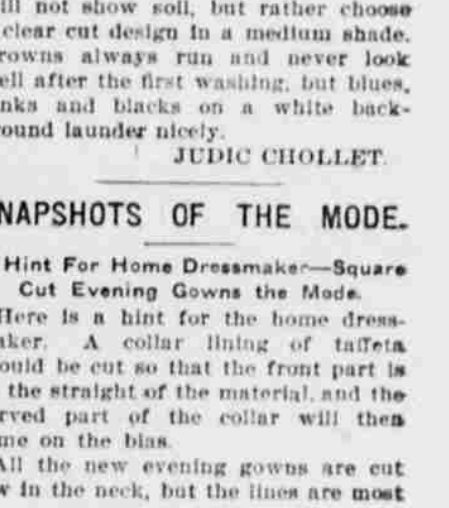 ill not show soil, but rather choose
clear cut design in a medium shade.
rowns always run and never look
ell after the first washing, but blues,
nks and blacks on a white back-
ound launder nicely.
JUDIC CHOLLET.
NAPSHOTS OF THE MODE.
Hint For Home Dressmaker—Square
Cut Evening Gowns the Mode.
Here is a hint for the home dress-
aker. A collar lining of taffeta
ould be cut so that the front part is
the straight of the material, and the
rved part of the collar will then
me on the bias.
All the new evening gowns are cut
w in the neck, but the lines are most